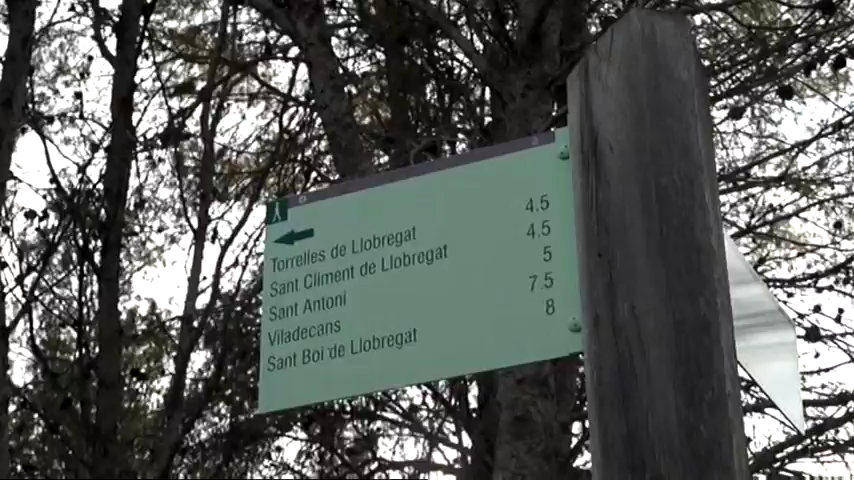 Torrelles de Llobregat 4.5
Sant Climent de Llobregat 4.5
Sant Antoni 5
Viladecans 7.5
Sant Boi de Llobregat 8